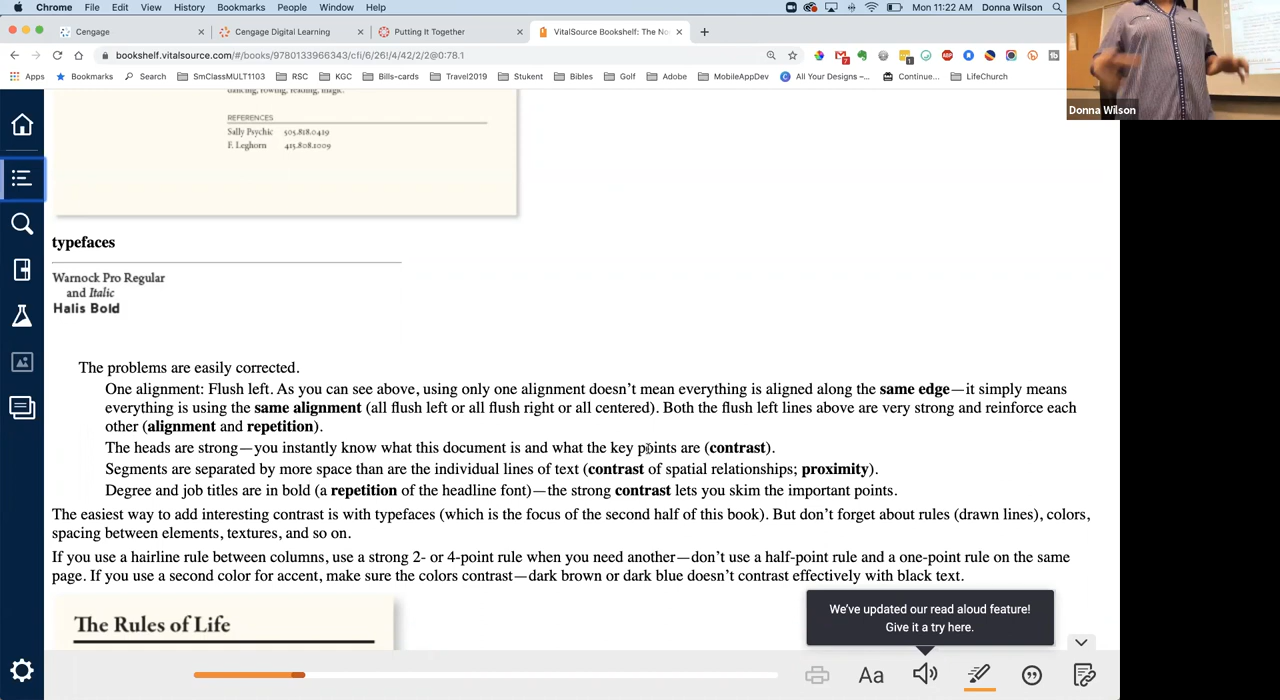 Chrome File Edit View History Bookmarks People Window Help Mon 11:22 AM Donna Wilson
Cengage Cengage Digital Learning Putting It Together VitalSource Bookshelf: The No
bookshelf.vitalsource.com/#/books/9780133966343/cfi/6/26!/4/42/2/2@0:78.1
Apps Bookmarks Search SmClassMULT1103 RSC KGC Bills-cards Travel2019 Stukent Bibles Golf Adobe MobileAppDev All Your Designs –... Continue... LifeChurch
Donna Wilson
dancing, rowing, reading, magic.
REFERENCES
Sally Psychic 505.818.0419
F. Leghorn 415.808.1009
typefaces
Warnock Pro Regular
and Italic
Halis Bold
The problems are easily corrected.
One alignment: Flush left. As you can see above, using only one alignment doesn’t mean everything is aligned along the same edge—it simply means
everything is using the same alignment (all flush left or all flush right or all centered). Both the flush left lines above are very strong and reinforce each
other (alignment and repetition).
The heads are strong—you instantly know what this document is and what the key points are (contrast).
Segments are separated by more space than are the individual lines of text (contrast of spatial relationships; proximity).
Degree and job titles are in bold (a repetition of the headline font)—the strong contrast lets you skim the important points.
The easiest way to add interesting contrast is with typefaces (which is the focus of the second half of this book). But don’t forget about rules (drawn lines), colors,
spacing between elements, textures, and so on.
If you use a hairline rule between columns, use a strong 2- or 4-point rule when you need another—don’t use a half-point rule and a one-point rule on the same
page. If you use a second color for accent, make sure the colors contrast—dark brown or dark blue doesn’t contrast effectively with black text.
The Rules of Life
We’ve updated our read aloud feature!
Give it a try here.
Aa